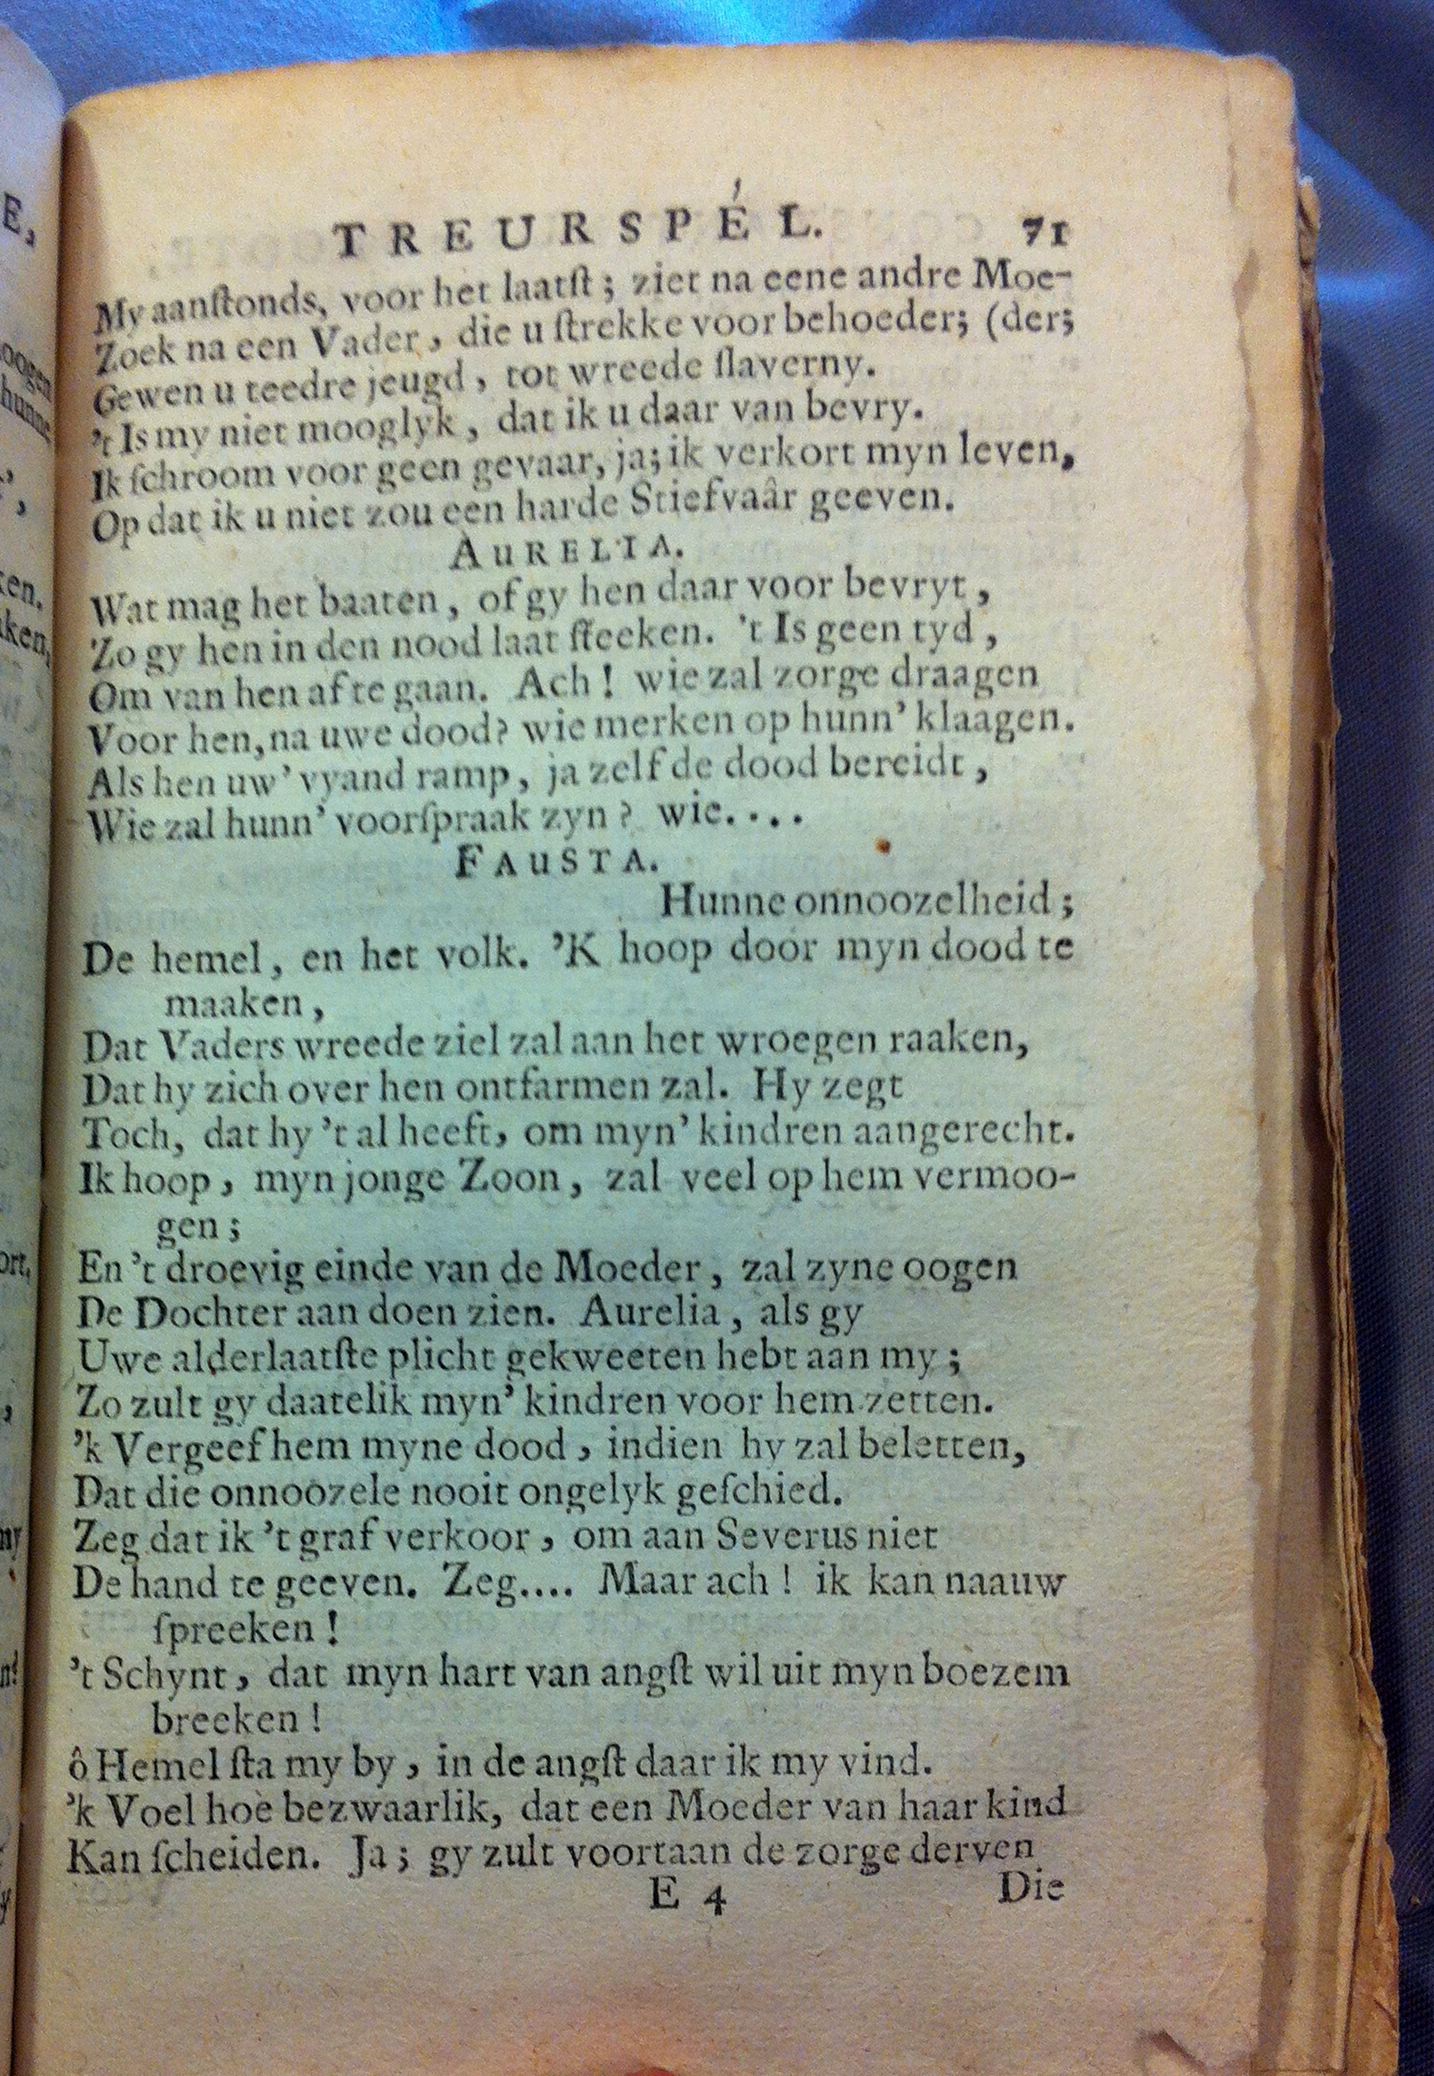 TREURSPÉL. 71
My aanſtonds, voor het laatſt; ziet na eene andre Moe-
Zoek na een Vader, die u ſtrekke voor behoeder; (der;
Gewen u teedre jeugd, tot wreede ſlaverny.
't Is my niet mooglyk, dat ik u daar van bevry.
Ik ſchroom voor geen gevaar, ja; ik verkort myn leven,
Op dat ik u niet zou een harde Stiefvaâr geeven.
AURELIA.
Wat mag het baaten, of gy hen daar voor bevryt,
Zo gy hen in den nood laat ſteeken. 't Is geen tyd,
Om van hen af te gaan. Ach! wie zal zorge draagen
Voor hen, na uwe dood? wie merken op hunn' klaagen.
Als hen uw' vyand ramp, ja zelf de dood bereidt,
Wie zal hunn' voorſpraak zyn? wie....
FAUSTA.
Hunne onnoozelheid;
De hemel, en het volk. 'K hoop door myn dood te
maaken,
Dat Vaders wreede ziel zal aan het wroegen raaken,
Dat hy zich over hen ontfarmen zal. Hy zegt
Toch, dat hy 't al heeft, om myn' kindren aangerecht.
Ik hoop, myn jonge Zoon, zal veel op hem vermoo-
gen;
En 't droevig einde van de Moeder, zal zyne oogen
De Dochter aan doen zien. Aurelia, als gy
Uwe alderlaatſte plicht gekweeten hebt aan my;
Zo zult gy daatelik myn' kindren voor hem zetten.
'k Vergeef hem myne dood, indien hy zal beletten,
Dat die onnoozele nooit ongelyk geſchied.
Zeg dat ik 't graf verkoor, om aan Severus niet
De hand te geeven. Zeg.... Maar ach! ik kan naauw
ſpreeken!
't Schynt, dat myn hart van angſt wil uit myn boezem
breeken!
ô Hemel ſta my by, in de angſt daar ik my vind.
'k Voel hoe bezwaarlik, dat een Moeder van haar kind
Kan ſcheiden. Ja; gy zult voortaan de zorge derven
E 4 Die